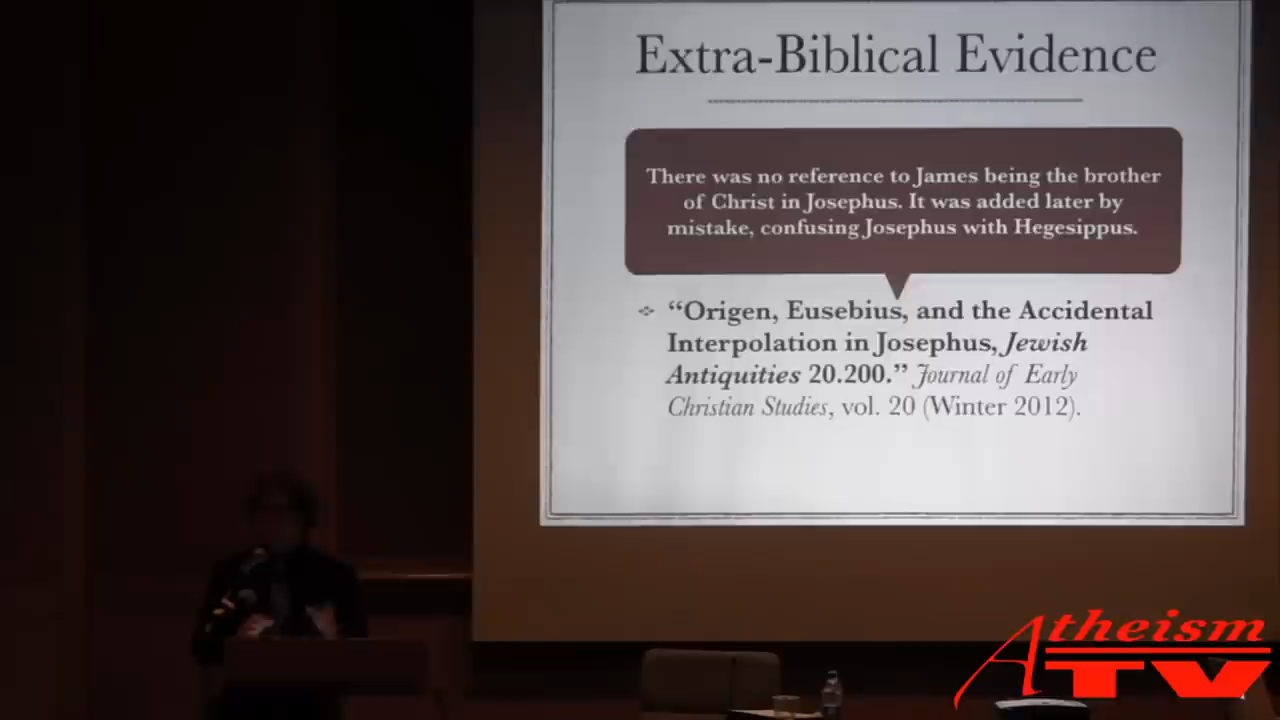 Extra-Biblical Evidence
There was no reference to James being the brother
of Christ in Josephus. It was added later by
mistake, confusing Josephus with Hegesippus.
“Origen, Eusebius, and the Accidental
Interpolation in Josephus, Jewish
Antiquities 20.200.” Journal of Early
Christian Studies, vol. 20 (Winter 2012).
Atheism
TV